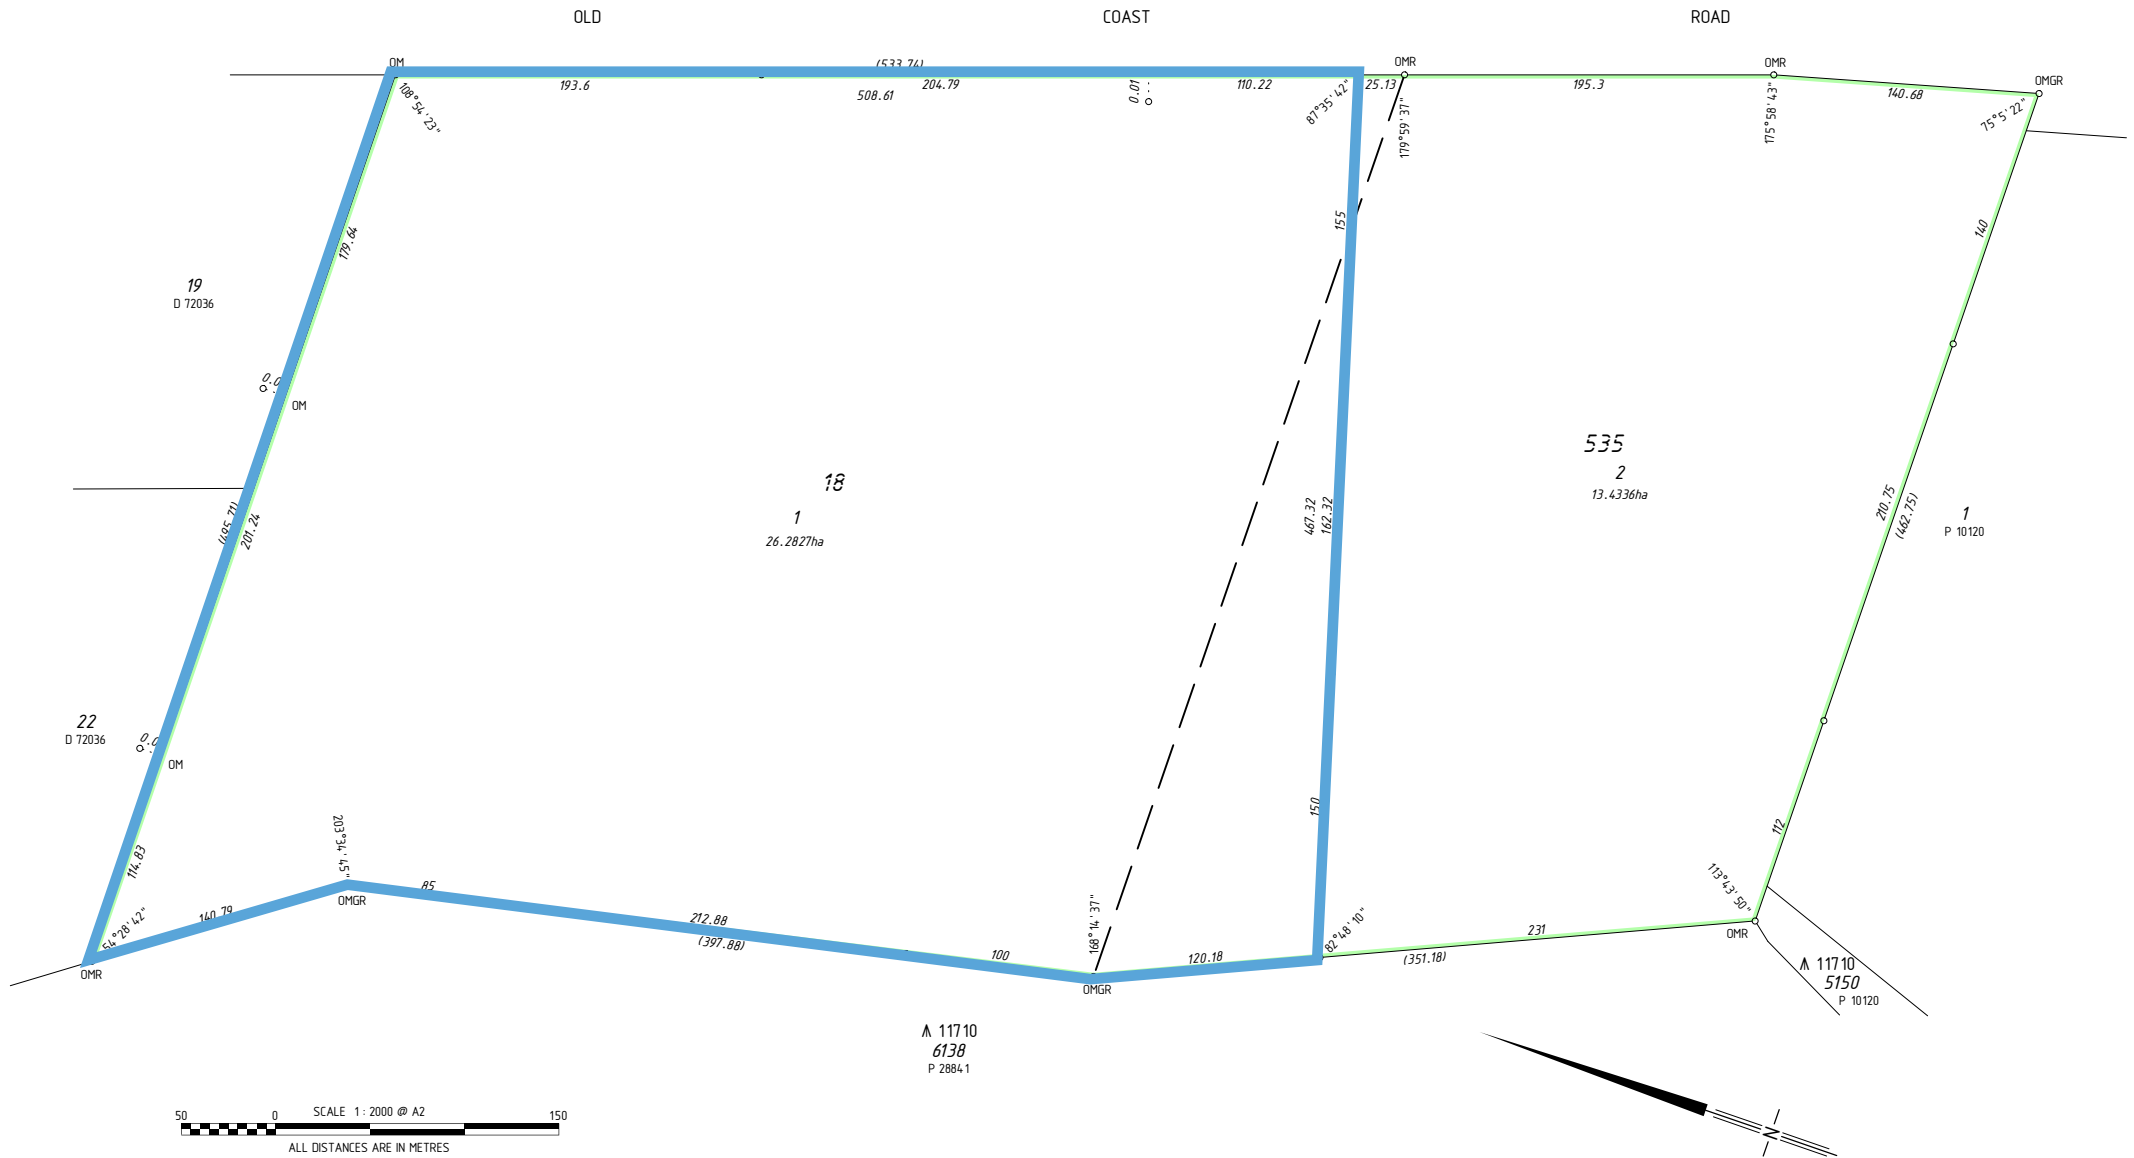 OLD COAST ROAD
OM
(533.74)
OMR
OMR
OMGR
193.6
508.61
204.79
0.01
110.22
25.13
195.3
140.68
108°54'23"
87°35'42"
179°59'37"
175°58'43"
75°5'22"
179.64
155
140
19
D 72036
OM
18
1
26.2827ha
535
2
13.4336ha
(495.71)
201.24
467.32
162.32
210.75
(462.75)
1
P 10120
22
D 72036
OM
114.83
150
112
203°34'45"
54°28'42"
140.79
OMGR
85
212.88
(397.88)
100
168°14'37"
120.18
82°48'10"
113°43'50"
231
(351.18)
OMR
OMR
OMGR
11710
5150
P 10120
11710
6138
P 28841
50 0 SCALE 1 : 2000 @ A2 150
ALL DISTANCES ARE IN METRES
N